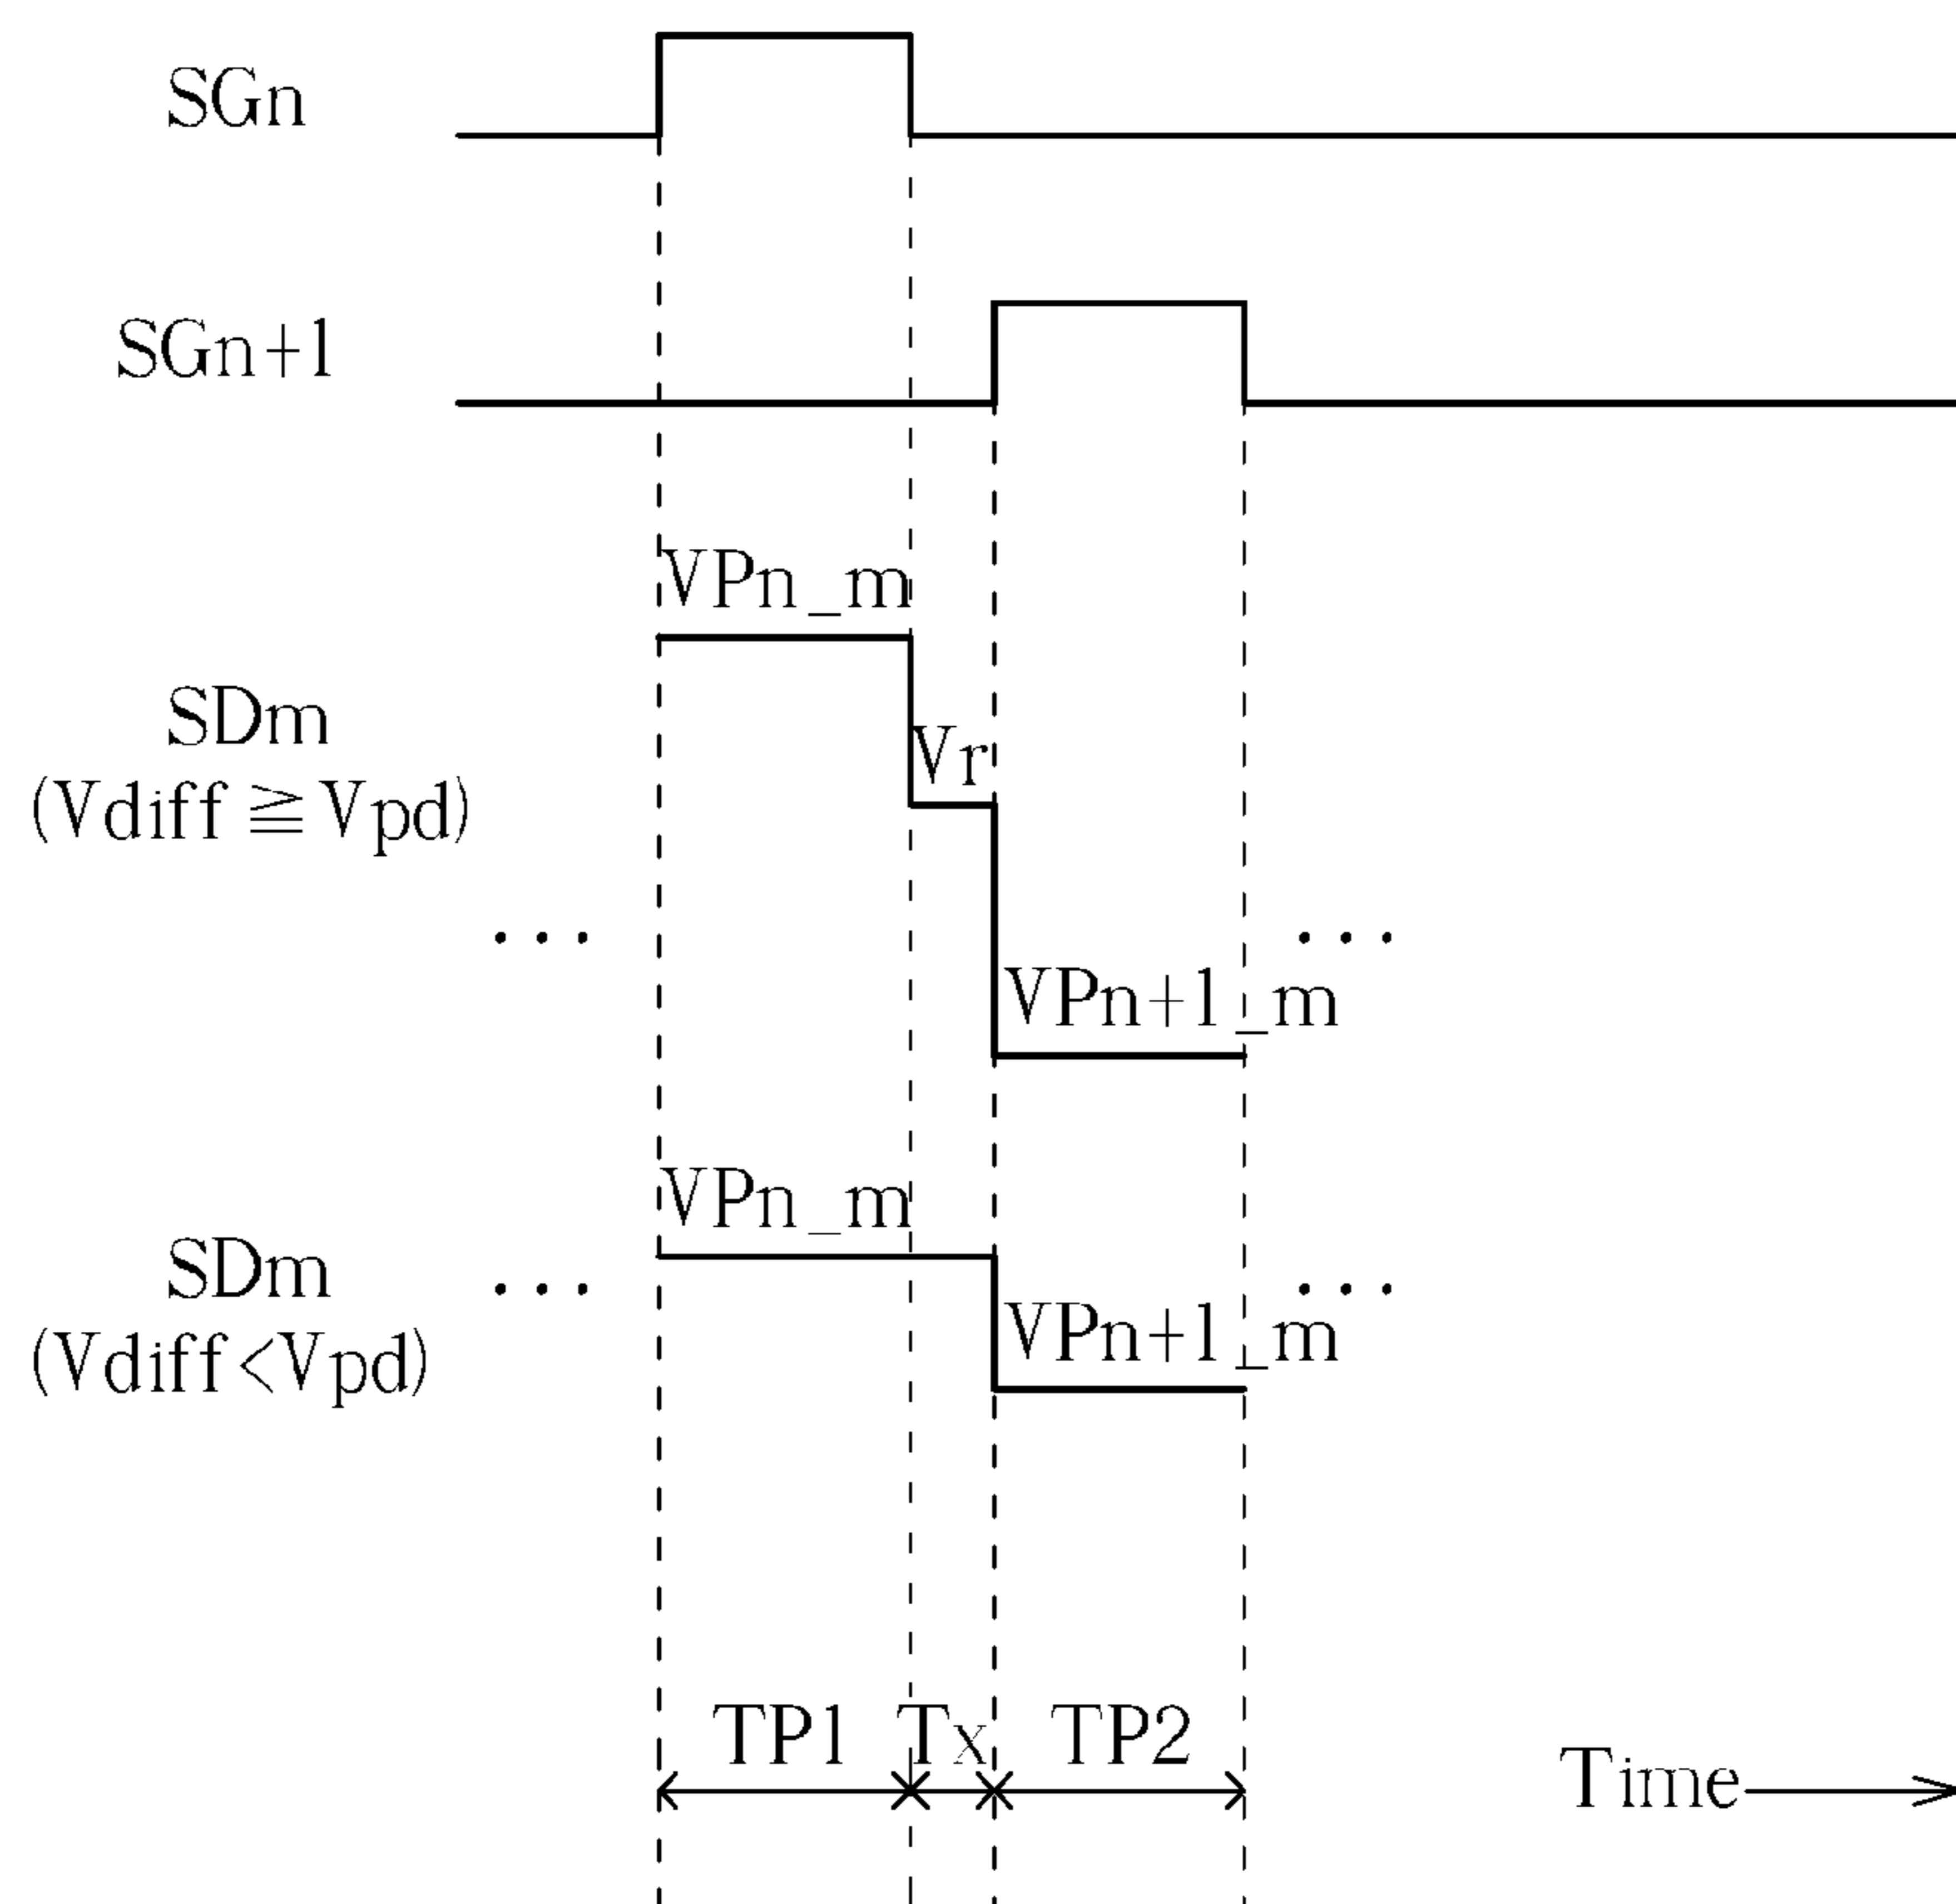 SGn
SGn+1
VPn_m
SDm
Vr
(Vdiff≧Vpd)
... ...
VPn+1_m
VPn_m
SDm
... ...
VPn+1_m
(Vdiff<Vpd)
TP1 Tx TP2
Time